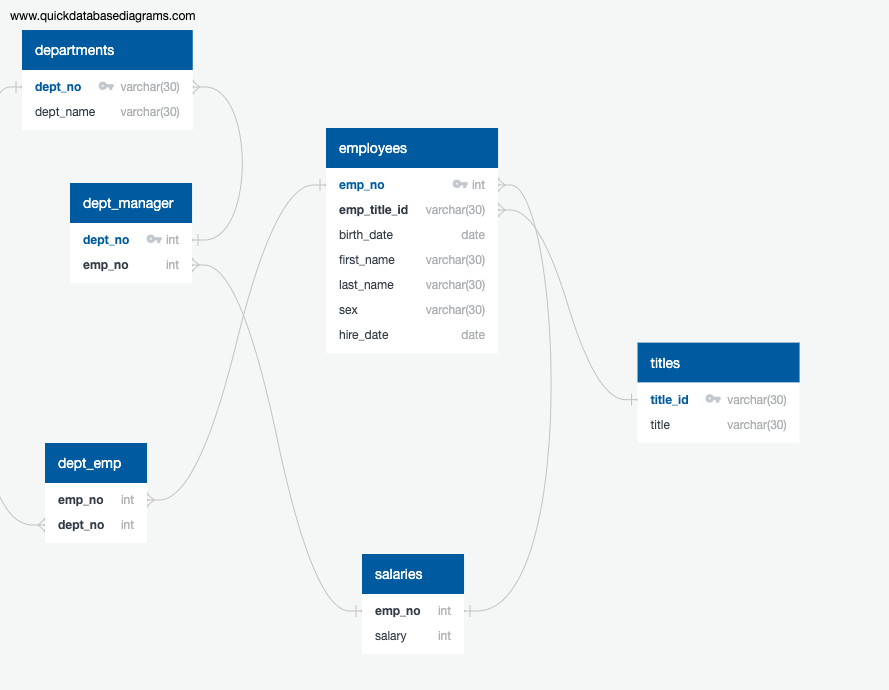 www.quickdatabasediagrams.com
departments
dept_no varchar(30)
dept_name varchar(30)
dept_manager
dept_no int
emp_no int
employees
emp_no int
emp_title_id varchar(30)
birth_date date
first_name varchar(30)
last_name varchar(30)
sex varchar(30)
hire_date date
titles
title_id varchar(30)
title varchar(30)
dept_emp
emp_no int
dept_no int
salaries
emp_no int
salary int